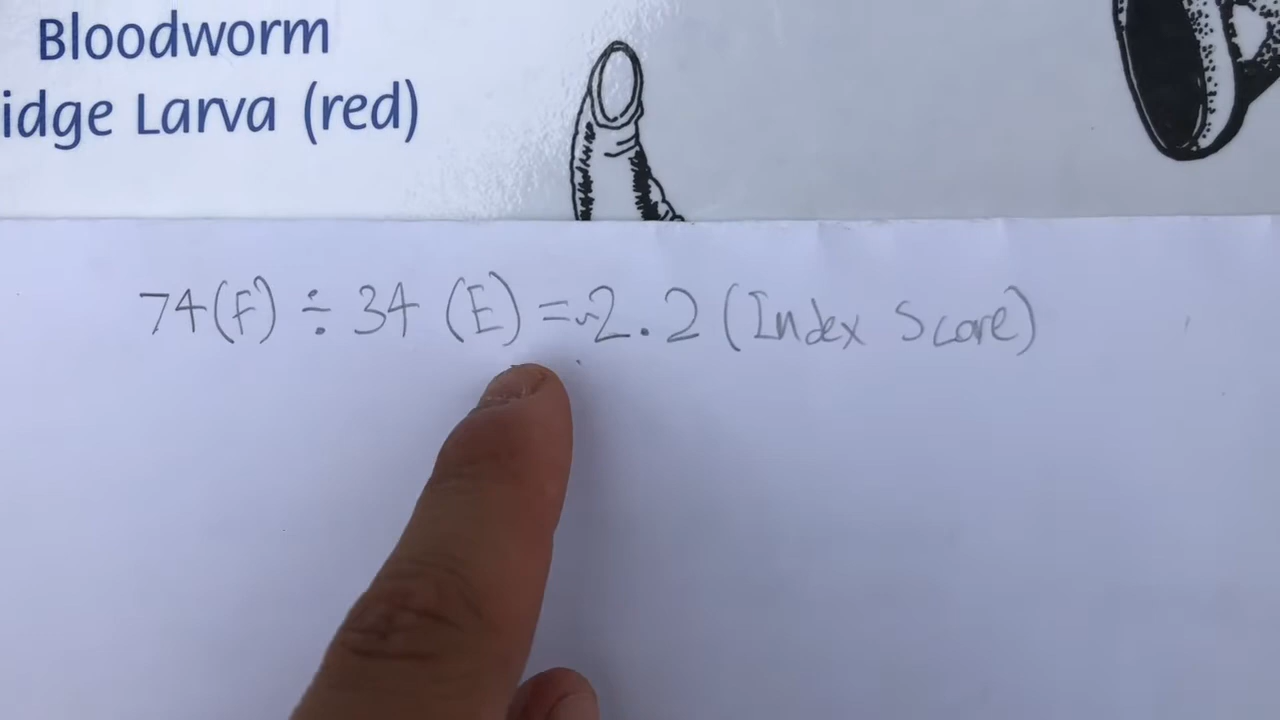 Bloodworm
idge Larva (red)
74(F) ÷ 34 (E) = ~2.2 (Index Score)